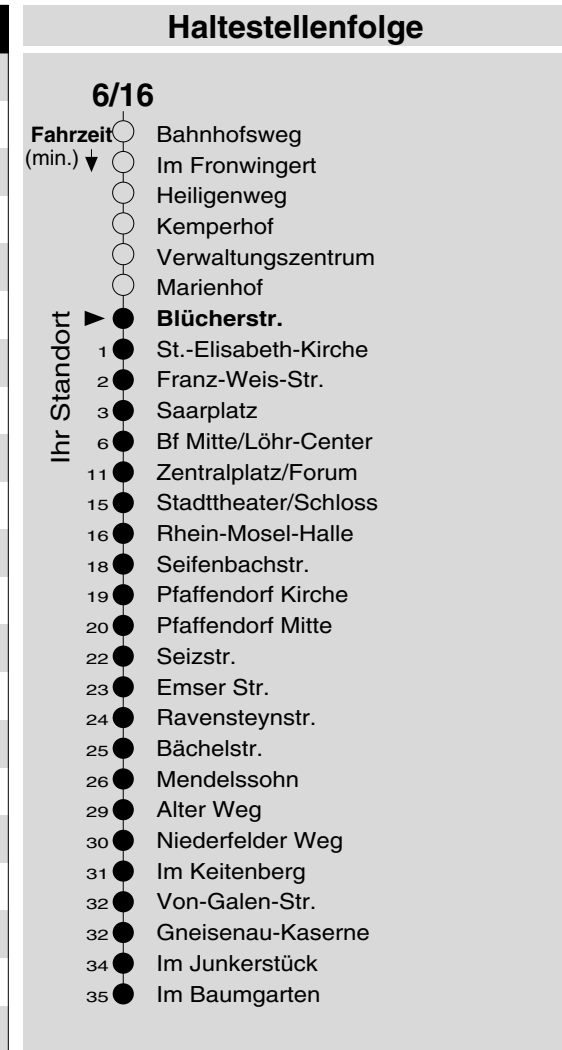 Haltestellenfolge
6/16
Fahrzeit Bahnhofsweg
(min.) Im Fronwingert
Heiligenweg
Kemperhof
Verwaltungszentrum
Marienhof
Ihr Standort
Blücherstr.
1 St.-Elisabeth-Kirche
2 Franz-Weis-Str.
3 Saarplatz
6 Bf Mitte/Löhr-Center
11 Zentralplatz/Forum
15 Stadttheater/Schloss
16 Rhein-Mosel-Halle
18 Seifenbachstr.
19 Pfaffendorf Kirche
20 Pfaffendorf Mitte
22 Seizstr.
23 Emser Str.
24 Ravensteynstr.
25 Bächelstr.
26 Mendelssohn
29 Alter Weg
30 Niederfelder Weg
31 Im Keitenberg
32 Von-Galen-Str.
32 Gneisenau-Kaserne
34 Im Junkerstück
35 Im Baumgarten